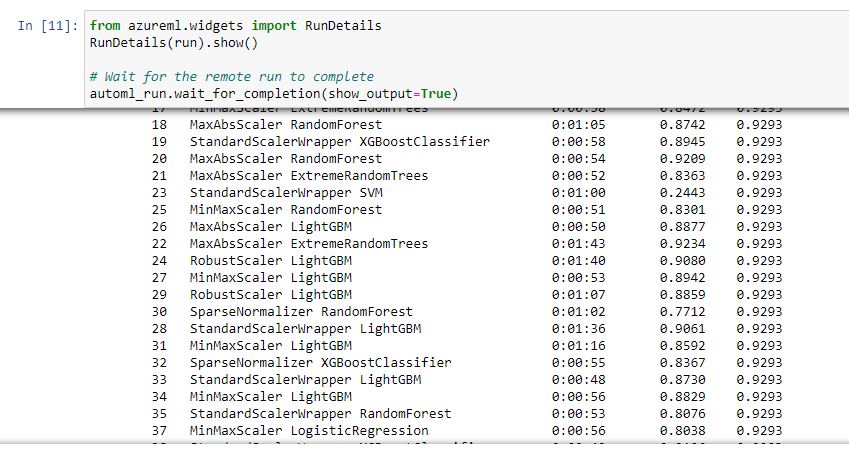 In [11]: from azureml.widgets import RunDetails
RunDetails(run).show()
# Wait for the remote run to complete
automl_run.wait_for_completion(show_output=True)
17 MinMaxScaler ExtremeRandomTrees 0:00:58 0.8472 0.9293
18 MaxAbsScaler RandomForest 0:01:05 0.8742 0.9293
19 StandardScalerWrapper XGBoostClassifier 0:00:58 0.8945 0.9293
20 MaxAbsScaler RandomForest 0:00:54 0.9209 0.9293
21 MaxAbsScaler ExtremeRandomTrees 0:00:52 0.8363 0.9293
23 StandardScalerWrapper SVM 0:01:00 0.2443 0.9293
25 MinMaxScaler RandomForest 0:00:51 0.8301 0.9293
26 MaxAbsScaler LightGBM 0:00:50 0.8877 0.9293
22 MaxAbsScaler ExtremeRandomTrees 0:01:43 0.9234 0.9293
24 RobustScaler LightGBM 0:01:40 0.9080 0.9293
27 MinMaxScaler LightGBM 0:00:53 0.8942 0.9293
29 RobustScaler LightGBM 0:01:07 0.8859 0.9293
30 SparseNormalizer RandomForest 0:01:02 0.7712 0.9293
28 StandardScalerWrapper LightGBM 0:01:36 0.9061 0.9293
31 MinMaxScaler LightGBM 0:01:16 0.8592 0.9293
32 SparseNormalizer XGBoostClassifier 0:00:55 0.8367 0.9293
33 StandardScalerWrapper LightGBM 0:00:48 0.8730 0.9293
34 MinMaxScaler LightGBM 0:00:56 0.8829 0.9293
35 StandardScalerWrapper RandomForest 0:00:53 0.8076 0.9293
37 MinMaxScaler LogisticRegression 0:00:56 0.8038 0.9293